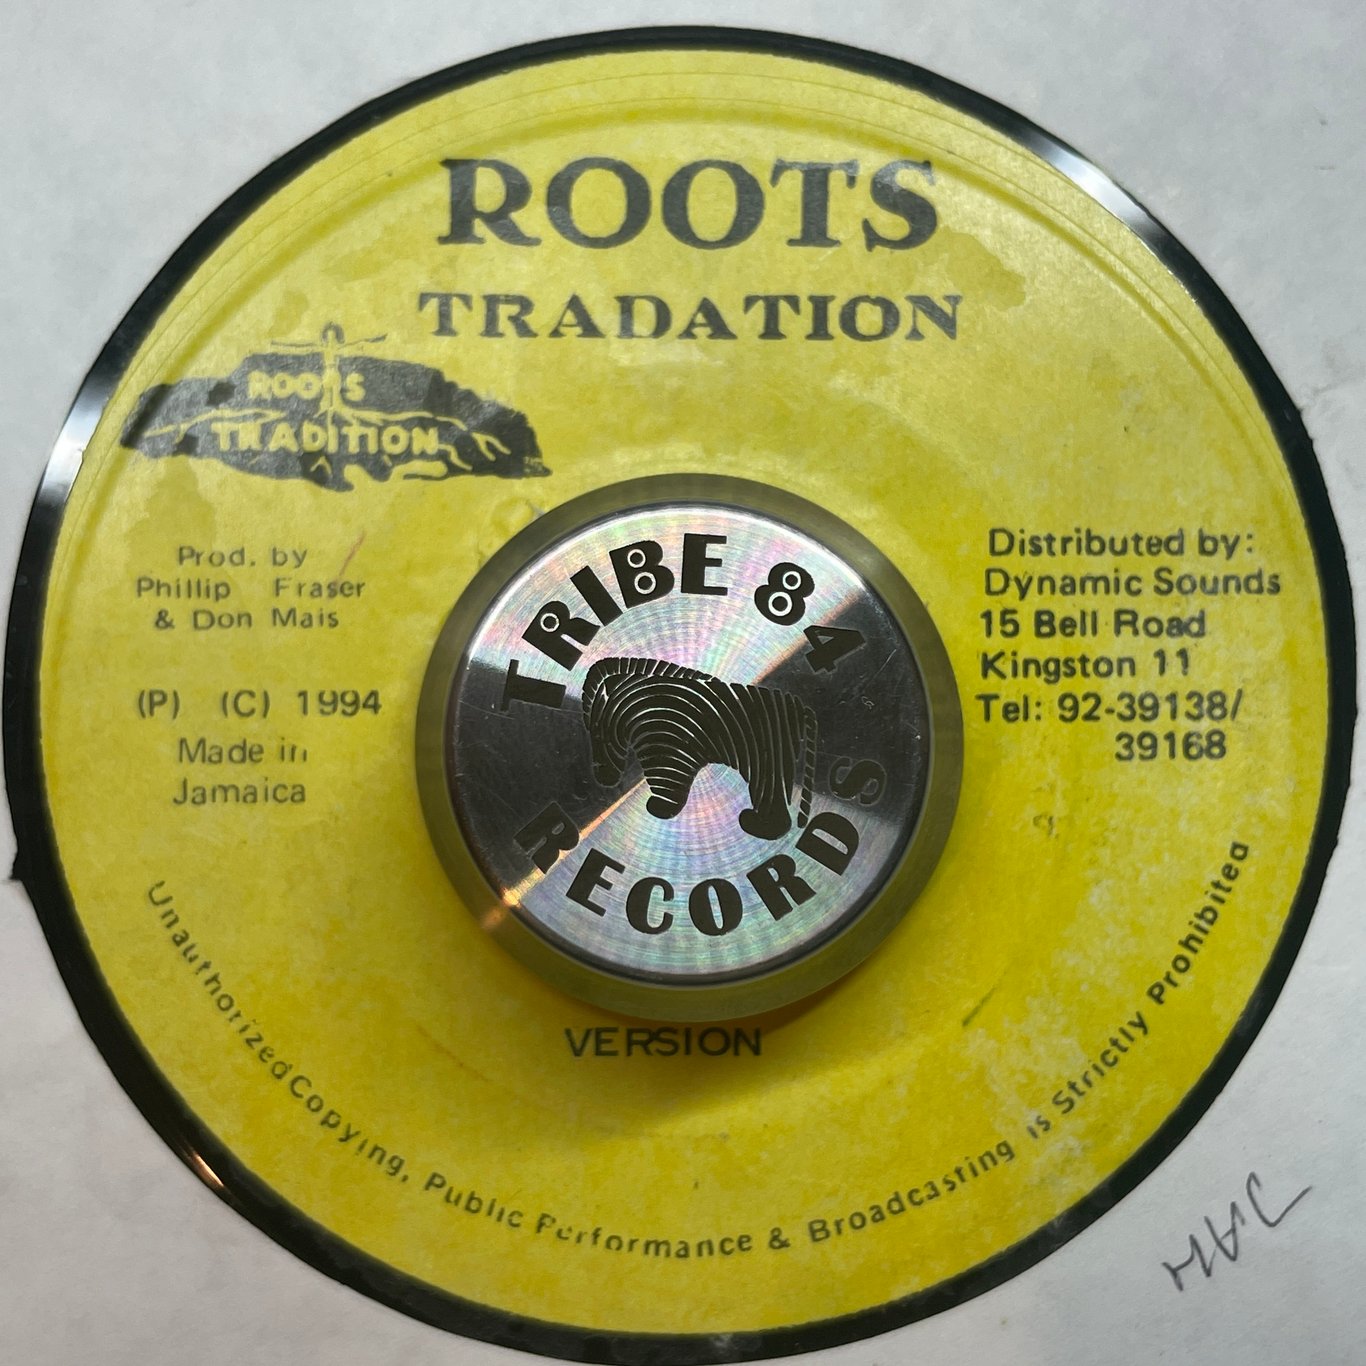 ROOTS
TRADATION
ROOTS
TRADITION
Prod. by
Phillip Fraser
& Don Mais
(P) (C) 1994
Made in
Jamaica
Distributed by:
Dynamic Sounds
15 Bell Road
Kingston 11
Tel: 92-39138/
39168
TRIBE 84
RECORDS
VERSION
Unauthorized Copying, Public Performance & Broadcasting is Strictly Prohibited